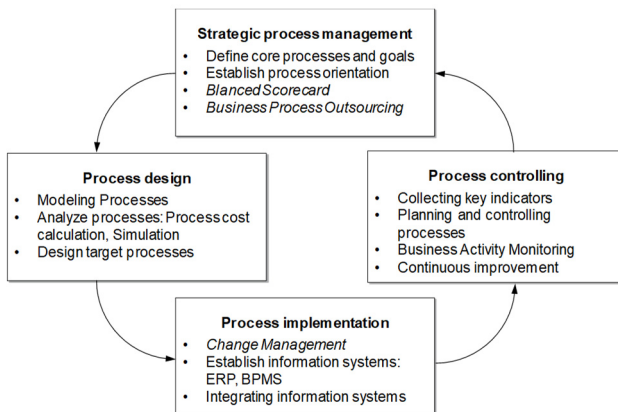 Strategic process management
• Define core processes and goals
• Establish process orientation
• Blanced Scorecard
• Business Process Outsourcing
Process design
• Modeling Processes
• Analyze processes: Process cost
calculation, Simulation
• Design target processes
Process controlling
• Collecting key indicators
• Planning and controlling
processes
• Business Activity Monitoring
• Continuous improvement
Process implementation
• Change Management
• Establish information systems:
ERP, BPMS
• Integrating information systems